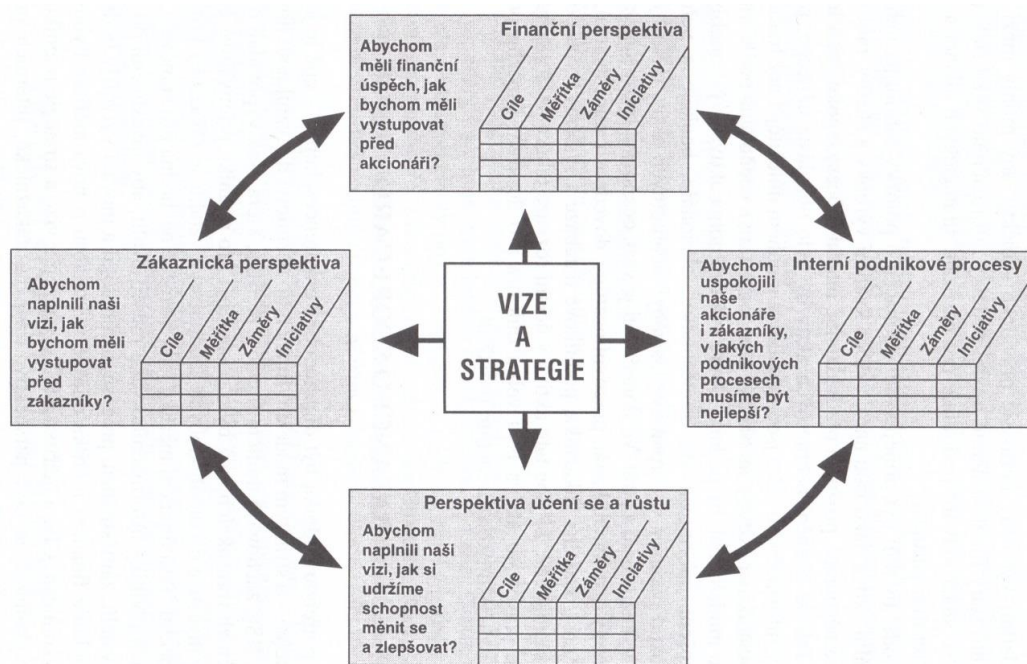 Finanční perspektiva
Abychom
měli finanční
úspěch, jak
bychom měli
vystupovat
před
akcionáři?
Cíle
Měřítka
Záměry
Iniciativy
Zákaznická perspektiva
Abychom
naplnili naši
vizi, jak
bychom měli
vystupovat
před
zákazníky?
Cíle
Měřítka
Záměry
Iniciativy
VIZE
A
STRATEGIE
Interní podnikové procesy
Abychom
uspokojili
naše
akcionáře
i zákazníky,
v jakých
podnikových
procesech
musíme být
nejlepší?
Cíle
Měřítka
Záměry
Iniciativy
Perspektiva učení se a růstu
Abychom
naplnili naši
vizi, jak si
udržíme
schopnost
měnit se
a zlepšovat?
Cíle
Měřítka
Záměry
Iniciativy